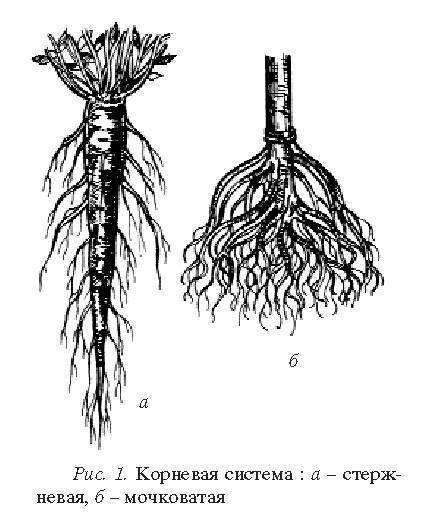 а
б
Рис. 1. Корневая система : а – стерж-
невая, б – мочковатая